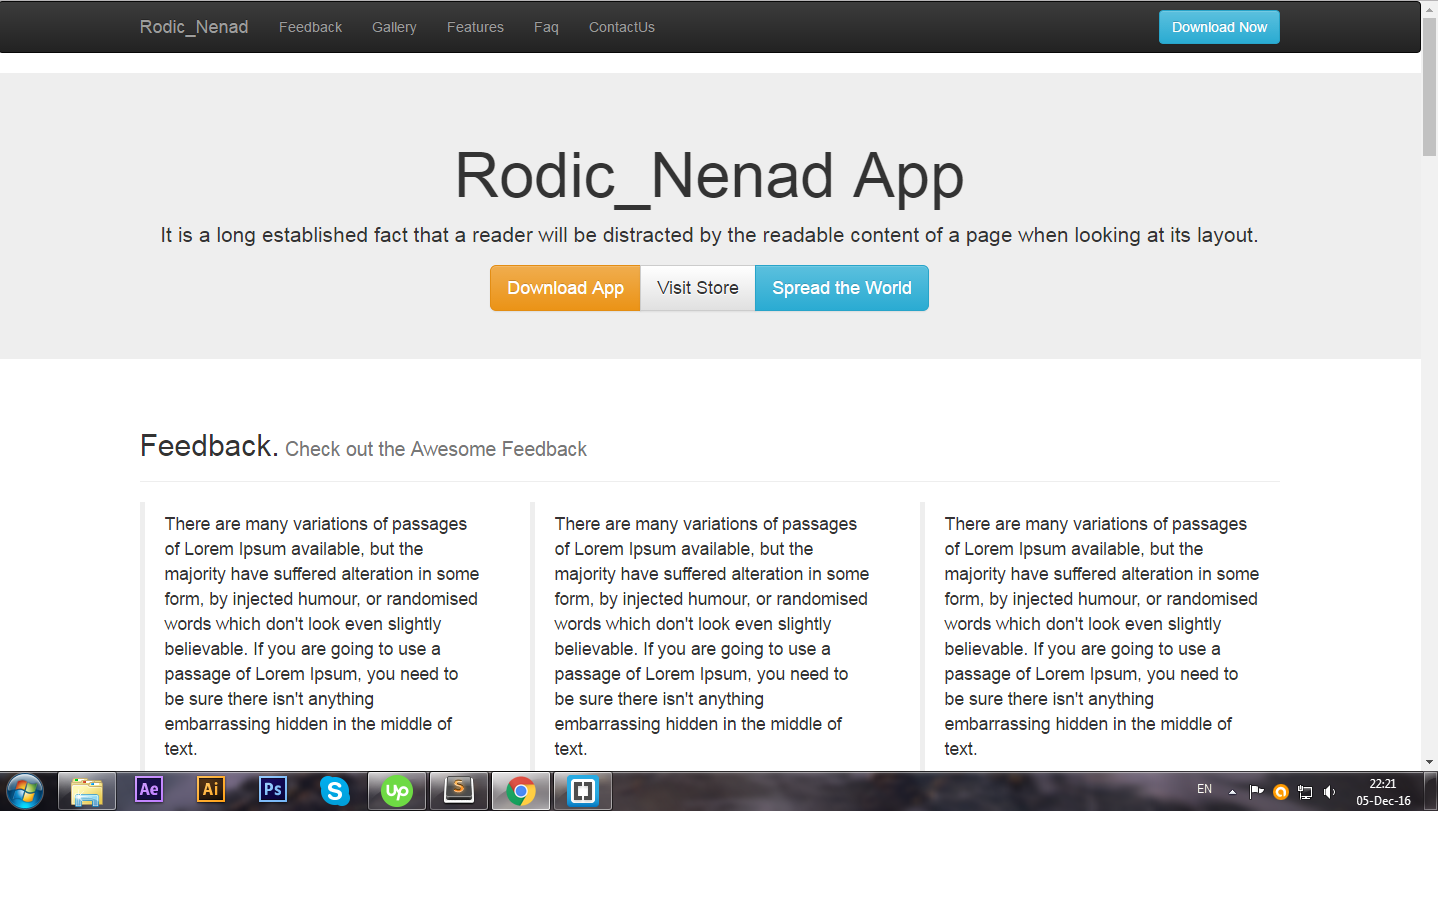 Rodic_Nenad Feedback Gallery Features Faq ContactUs Download Now
Rodic_Nenad App
It is a long established fact that a reader will be distracted by the readable content of a page when looking at its layout.
Download App Visit Store Spread the World
Feedback. Check out the Awesome Feedback
There are many variations of passages
of Lorem Ipsum available, but the
majority have suffered alteration in some
form, by injected humour, or randomised
words which don't look even slightly
believable. If you are going to use a
passage of Lorem Ipsum, you need to
be sure there isn't anything
embarrassing hidden in the middle of
text.
There are many variations of passages
of Lorem Ipsum available, but the
majority have suffered alteration in some
form, by injected humour, or randomised
words which don't look even slightly
believable. If you are going to use a
passage of Lorem Ipsum, you need to
be sure there isn't anything
embarrassing hidden in the middle of
text.
There are many variations of passages
of Lorem Ipsum available, but the
majority have suffered alteration in some
form, by injected humour, or randomised
words which don't look even slightly
believable. If you are going to use a
passage of Lorem Ipsum, you need to
be sure there isn't anything
embarrassing hidden in the middle of
text.
Ae Ai Ps S up S EN 22:21
05-Dec-16